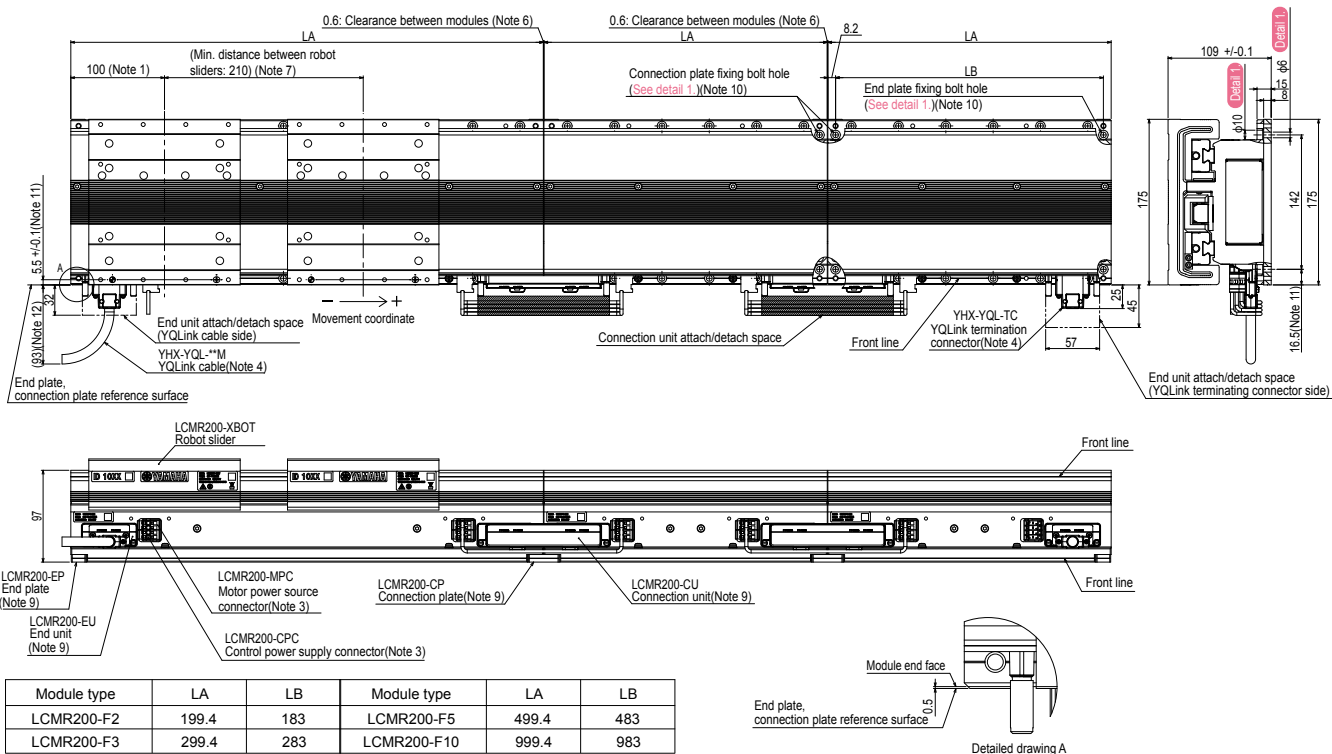 0.6: Clearance between modules (Note 6)
0.6: Clearance between modules (Note 6)
LA
LA
LA
8.2
100 (Note 1)
(Min. distance between robot
sliders: 210) (Note 7)
Connection plate fixing bolt hole
(See detail 1.)(Note 10)
LB
End plate fixing bolt hole
(See detail 1.)(Note 10)
109 +/-0.1
Detail 1.
Detail 1.
15
8
ϕ6
ϕ10
175
142
175
16.5(Note 11)
5.5 +/-0.1(Note 11)
A
32
(93)(Note 12)
End unit attach/detach space
(YQLink cable side)
YHX-YQL-**M
YQLink cable(Note 4)
End plate,
connection plate reference surface
− +
Movement coordinate
Connection unit attach/detach space
Front line
YHX-YQL-TC
YQLink termination
connector(Note 4)
25
45
57
End unit attach/detach space
(YQLink terminating connector side)
LCMR200-XBOT
Robot slider
ID 10XX
YAMAHA
ID 10XX
YAMAHA
Front line
97
LCMR200-EP
End plate
(Note 9)
LCMR200-EU
End unit
(Note 9)
LCMR200-MPC
Motor power source
connector(Note 3)
LCMR200-CPC
Control power supply connector(Note 3)
LCMR200-CP
Connection plate(Note 9)
LCMR200-CU
Connection unit(Note 9)
Front line
Module type LA LB Module type LA LB
LCMR200-F2 199.4 183 LCMR200-F5 499.4 483
LCMR200-F3 299.4 283 LCMR200-F10 999.4 983
Module end face
End plate,
connection plate reference surface
0.5
Detailed drawing A